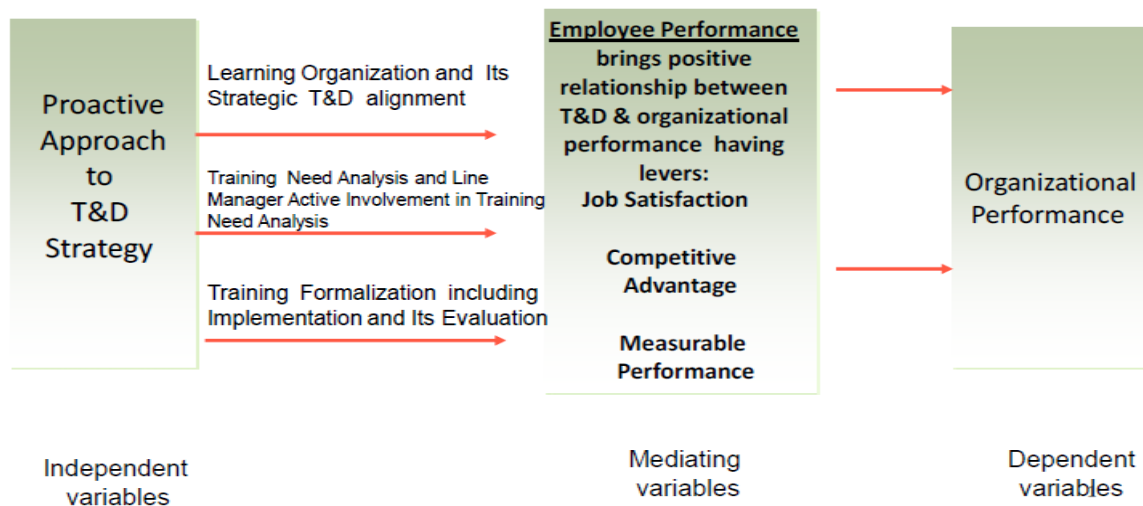 Proactive
Approach
to
T&D
Strategy
Learning Organization and Its
Strategic T&D alignment
Training Need Analysis and Line
Manager Active Involvement in Training
Need Analysis
Training Formalization including
Implementation and Its Evaluation
Employee Performance
brings positive
relationship between
T&D & organizational
performance having
levers:
Job Satisfaction
Competitive
Advantage
Measurable
Performance
Organizational
Performance
Independent
variables
Mediating
variables
Dependent
variables